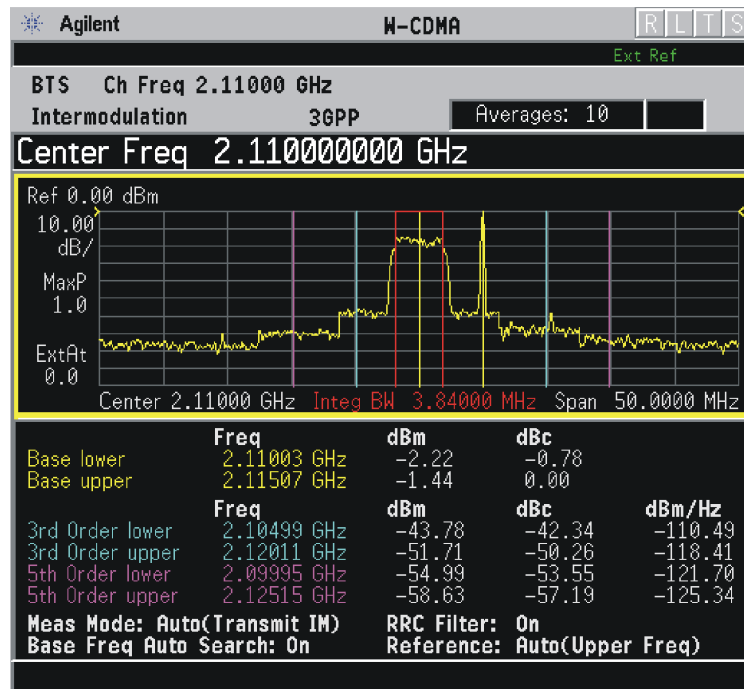 Agilent W-CDMA R L T S
Ext Ref
BTS Ch Freq 2.11000 GHz
Intermodulation 3GPP Averages: 10
Center Freq 2.110000000 GHz
Ref 0.00 dBm
10.00
dB/
MaxP
1.0
ExtAt
0.0
Center 2.11000 GHz Integ BW 3.84000 MHz Span 50.0000 MHz
Freq dBm dBc
Base lower 2.11003 GHz -2.22 -0.78
Base upper 2.11507 GHz -1.44 0.00
Freq dBm dBc dBm/Hz
3rd Order lower 2.10499 GHz -43.78 -42.34 -110.49
3rd Order upper 2.12011 GHz -51.71 -50.26 -118.41
5th Order lower 2.09995 GHz -54.99 -53.55 -121.70
5th Order upper 2.12515 GHz -58.63 -57.19 -125.34
Meas Mode: Auto(Transmit IM) RRC Filter: On
Base Freq Auto Search: On Reference: Auto(Upper Freq)